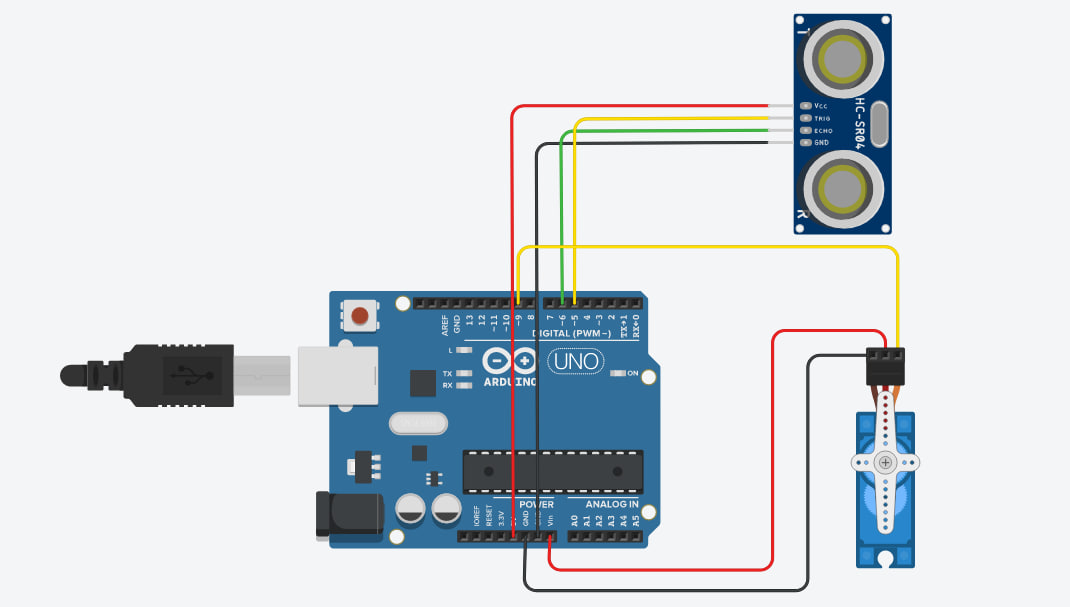 T
VCC
TRIG
ECHO
GND
HC-SR04
R
AREF
GND
13
12
~11
~10
~9
8
7
~6
~5
4
~3
2
TX→1
RX←0
DIGITAL (PWM~)
L
TX
RX
ARDUINO
UNO
ON
POWER
ANALOG IN
IOREF
RESET
3.3V
GND
Vin
A0
A1
A2
A3
A4
A5